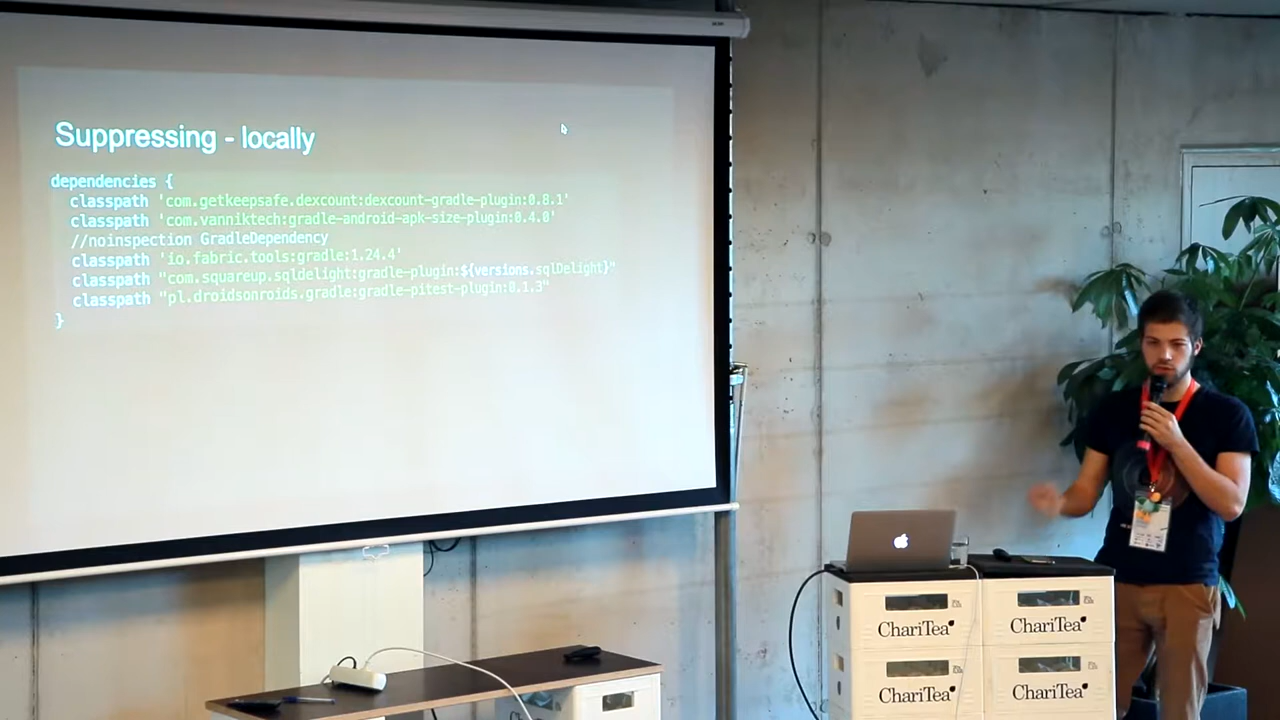 Suppressing - locally
dependencies {
classpath 'com.getkeepsafe.dexcount:dexcount-gradle-plugin:0.8.1'
classpath 'com.vanniktech:gradle-android-apk-size-plugin:0.4.0'
//noinspection GradleDependency
classpath 'io.fabric.tools:gradle:1.24.4'
classpath "com.squareup.sqldelight:gradle-plugin:${versions.sqlDelight}"
classpath "pl.droidsonroids.gradle:gradle-pitest-plugin:0.1.3"
}
ChariTea
ChariTea
ChariTea
ChariTea